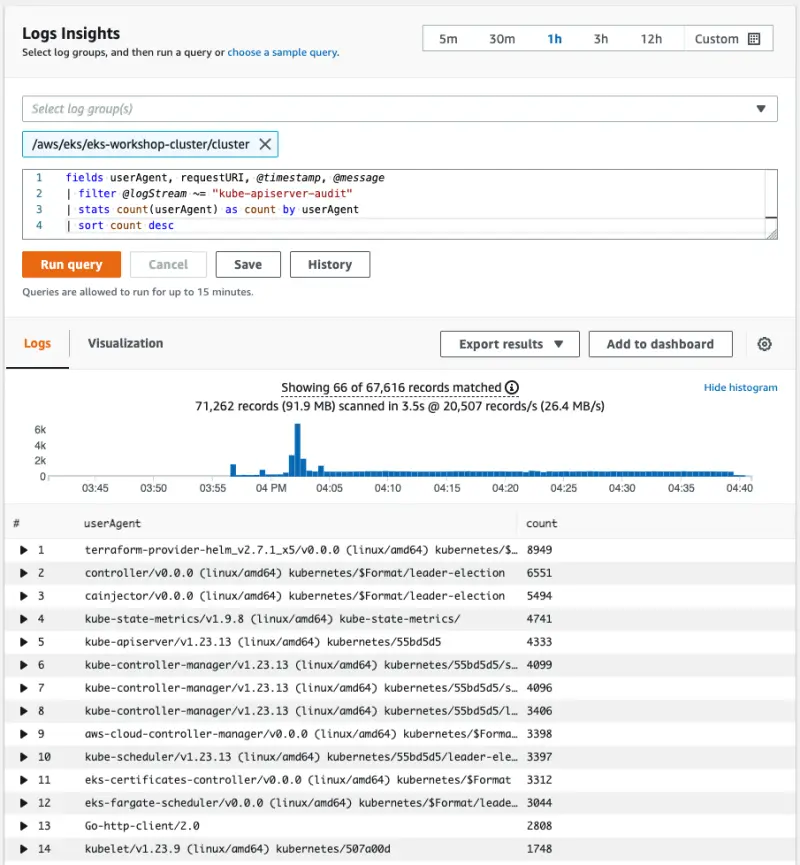 Logs Insights
Select log groups, and then run a query or choose a sample query.
5m 30m 1h 3h 12h Custom
Select log group(s)
/aws/eks/eks-workshop-cluster/cluster
1 fields userAgent, requestURI, @timestamp, @message
2 | filter @logStream ~= "kube-apiserver-audit"
3 | stats count(userAgent) as count by userAgent
4 | sort count desc
Run query Cancel Save History
Queries are allowed to run for up to 15 minutes.
Logs Visualization Export results Add to dashboard
Showing 66 of 67,616 records matched
Hide histogram
71,262 records (91.9 MB) scanned in 3.5s @ 20,507 records/s (26.4 MB/s)
6k
4k
2k
0
03:45 03:50 03:55 04 PM 04:05 04:10 04:15 04:20 04:25 04:30 04:35 04:40
# userAgent count
1 terraform-provider-helm_v2.7.1_x5/v0.0.0 (linux/amd64) kubernetes/$… 8949
2 controller/v0.0.0 (linux/amd64) kubernetes/$Format/leader-election 6551
3 cainjector/v0.0.0 (linux/amd64) kubernetes/$Format/leader-election 5494
4 kube-state-metrics/v1.9.8 (linux/amd64) kube-state-metrics/ 4741
5 kube-apiserver/v1.23.13 (linux/amd64) kubernetes/55bd5d5 4333
6 kube-controller-manager/v1.23.13 (linux/amd64) kubernetes/55bd5d5/s… 4099
7 kube-controller-manager/v1.23.13 (linux/amd64) kubernetes/55bd5d5/s… 4096
8 kube-controller-manager/v1.23.13 (linux/amd64) kubernetes/55bd5d5/l… 3406
9 aws-cloud-controller-manager/v0.0.0 (linux/amd64) kubernetes/$Forma… 3398
10 kube-scheduler/v1.23.13 (linux/amd64) kubernetes/55bd5d5/leader-ele… 3397
11 eks-certificates-controller/v0.0.0 (linux/amd64) kubernetes/$Format 3312
12 eks-fargate-scheduler/v0.0.0 (linux/amd64) kubernetes/$Format/leade… 3044
13 Go-http-client/2.0 2808
14 kubelet/v1.23.9 (linux/amd64) kubernetes/507a00d 1748